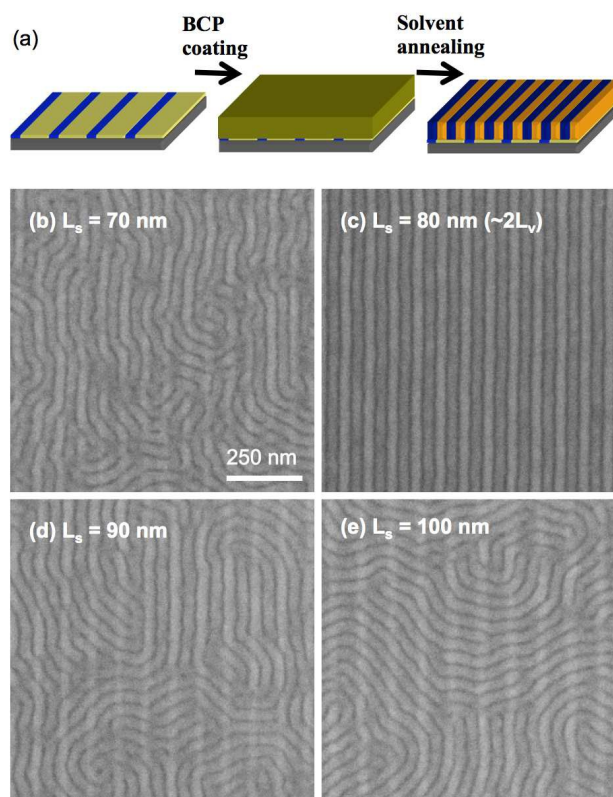 (a)
BCP
coating
Solvent
annealing
(b) Lₛ = 70 nm
(c) Lₛ = 80 nm (~2Lᵥ)
250 nm
(d) Lₛ = 90 nm
(e) Lₛ = 100 nm